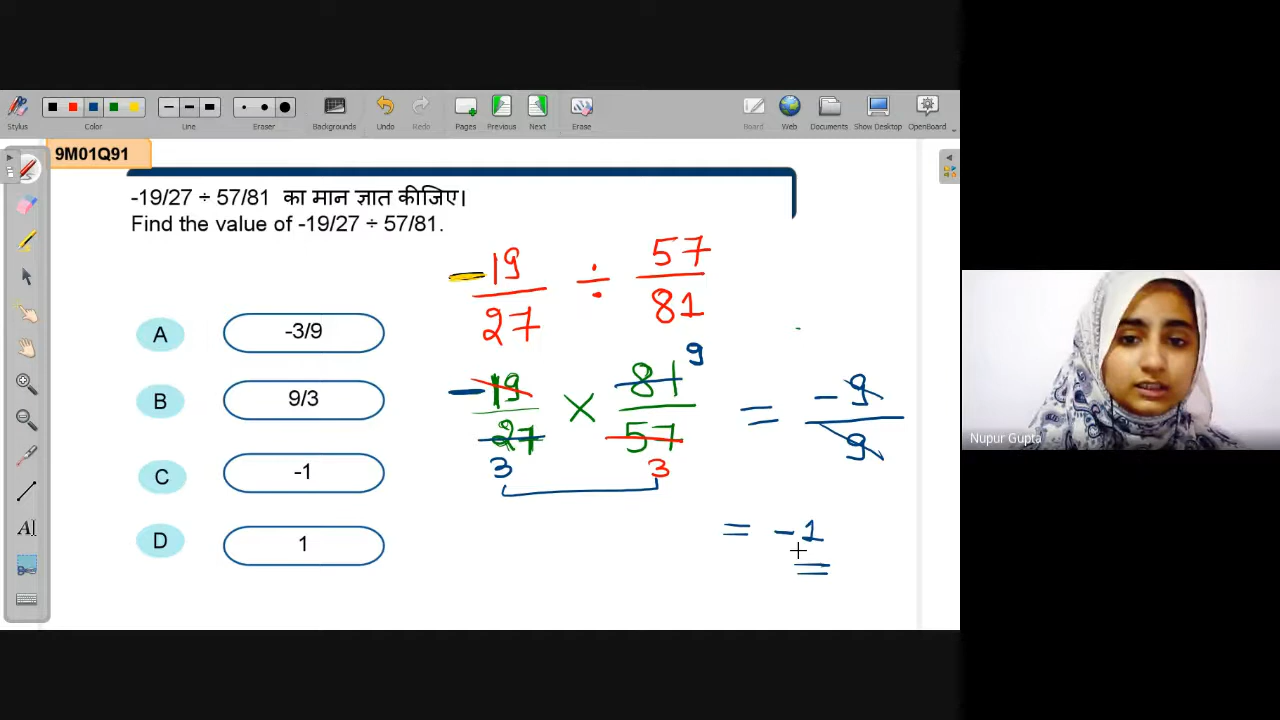 Stylus Color Line Eraser Backgrounds Undo Redo Pages Previous Next Erase Board Web Documents Show Desktop OpenBoard
9M01Q91
-19/27 ÷ 57/81 का मान ज्ञात कीजिए।
Find the value of -19/27 ÷ 57/81.
-19/27 ÷ 57/81
A -3/9
B 9/3
C -1
D 1
9
-19/27 × 81/57 = -9/9
3 3
= -1
Nupur Gupta